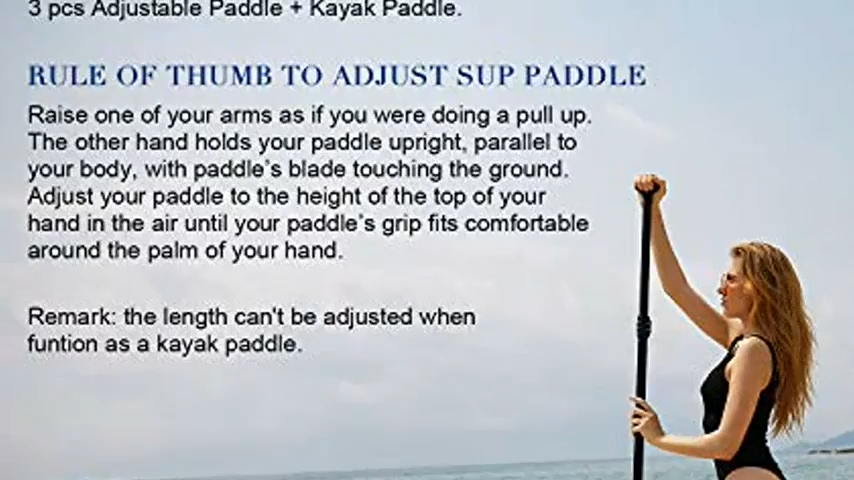 3 pcs Adjustable Paddle + Kayak Paddle.
RULE OF THUMB TO ADJUST SUP PADDLE
Raise one of your arms as if you were doing a pull up.
The other hand holds your paddle upright, parallel to
your body, with paddle's blade touching the ground.
Adjust your paddle to the height of the top of your
hand in the air until your paddle's grip fits comfortable
around the palm of your hand.
Remark: the length can't be adjusted when
funtion as a kayak paddle.